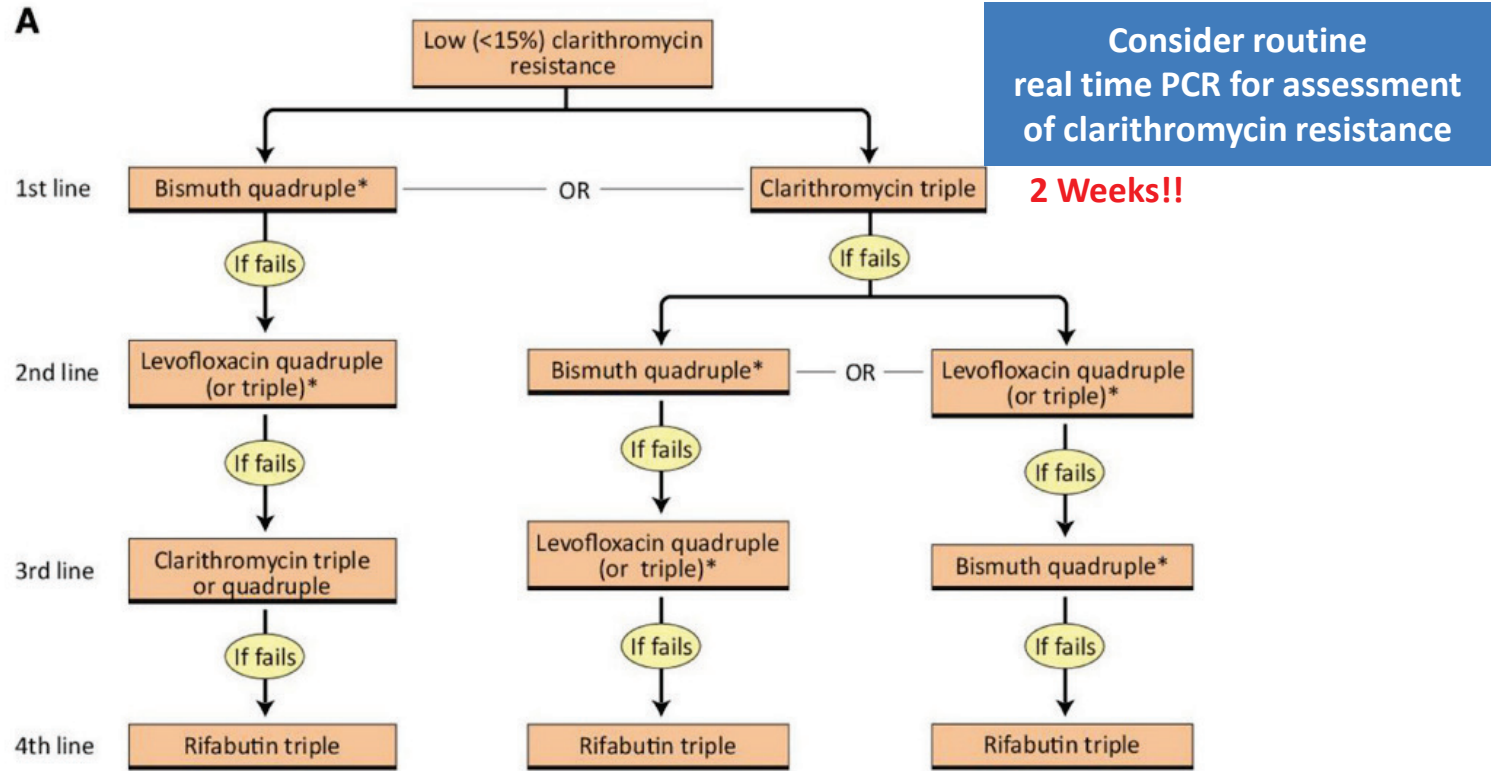 A
Low (<15%) clarithromycin
resistance
Consider routine
real time PCR for assessment
of clarithromycin resistance
1st line
Bismuth quadruple*
OR
Clarithromycin triple
2 Weeks!!
If fails
If fails
2nd line
Levofloxacin quadruple
(or triple)*
Bismuth quadruple*
OR
Levofloxacin quadruple
(or triple)*
If fails
If fails
If fails
3rd line
Clarithromycin triple
or quadruple
Levofloxacin quadruple
(or triple)*
Bismuth quadruple*
If fails
If fails
If fails
4th line
Rifabutin triple
Rifabutin triple
Rifabutin triple